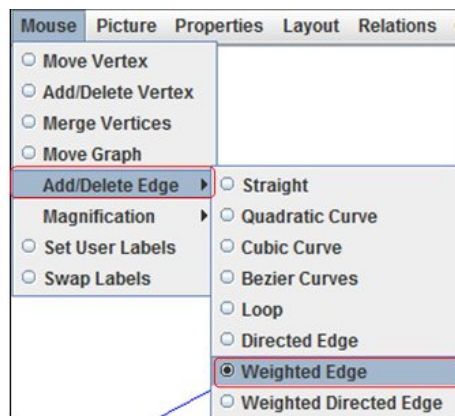 Mouse Picture Properties Layout Relations
Move Vertex
Add/Delete Vertex
Merge Vertices
Move Graph
Add/Delete Edge
Magnification
Set User Labels
Swap Labels
Straight
Quadratic Curve
Cubic Curve
Bezier Curves
Loop
Directed Edge
Weighted Edge
Weighted Directed Edge